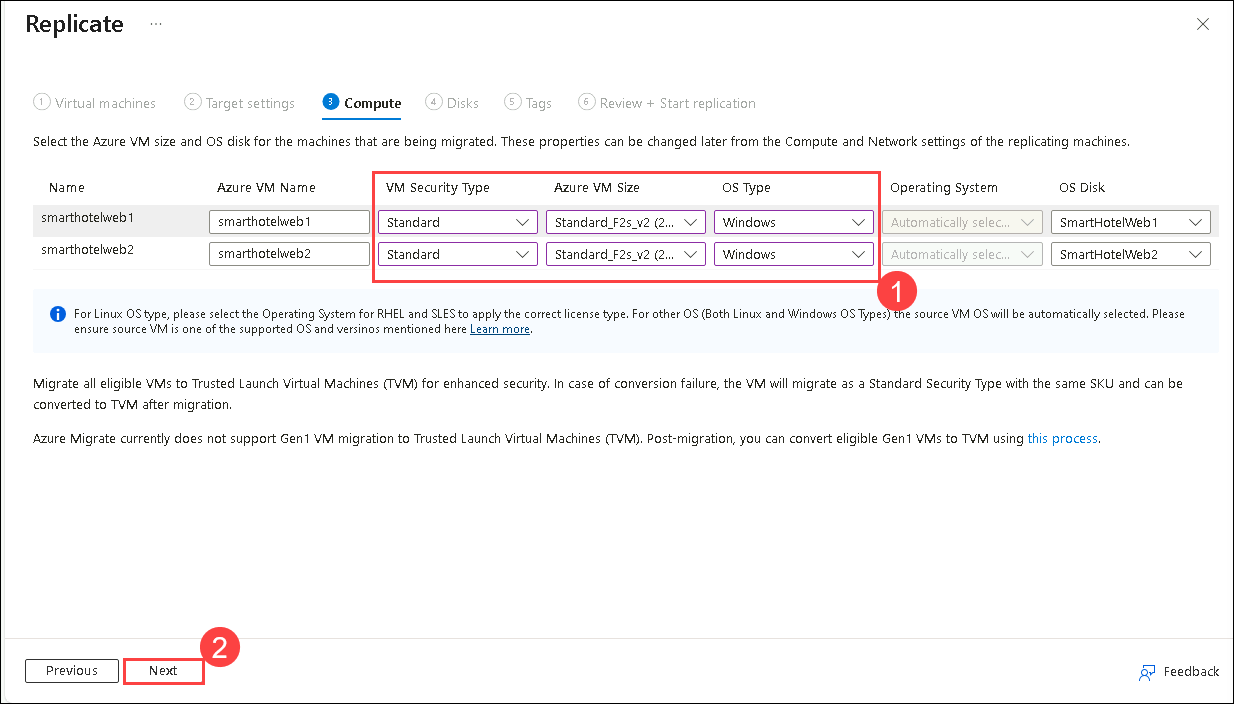 Replicate ...
1 Virtual machines 2 Target settings 3 Compute 4 Disks 5 Tags 6 Review + Start replication
Select the Azure VM size and OS disk for the machines that are being migrated. These properties can be changed later from the Compute and Network settings of the replicating machines.
Name Azure VM Name VM Security Type Azure VM Size OS Type Operating System OS Disk
smarthotelweb1 smarthotelweb1 Standard Standard_F2s_v2 (2... Windows Automatically selec... SmartHotelWeb1
smarthotelweb2 smarthotelweb2 Standard Standard_F2s_v2 (2... Windows Automatically selec... SmartHotelWeb2
1
For Linux OS type, please select the Operating System for RHEL and SLES to apply the correct license type. For other OS (Both Linux and Windows OS Types) the source VM OS will be automatically selected. Please
ensure source VM is one of the supported OS and versinos mentioned here Learn more.
Migrate all eligible VMs to Trusted Launch Virtual Machines (TVM) for enhanced security. In case of conversion failure, the VM will migrate as a Standard Security Type with the same SKU and can be
converted to TVM after migration.
Azure Migrate currently does not support Gen1 VM migration to Trusted Launch Virtual Machines (TVM). Post-migration, you can convert eligible Gen1 VMs to TVM using this process.
2
Previous Next Feedback